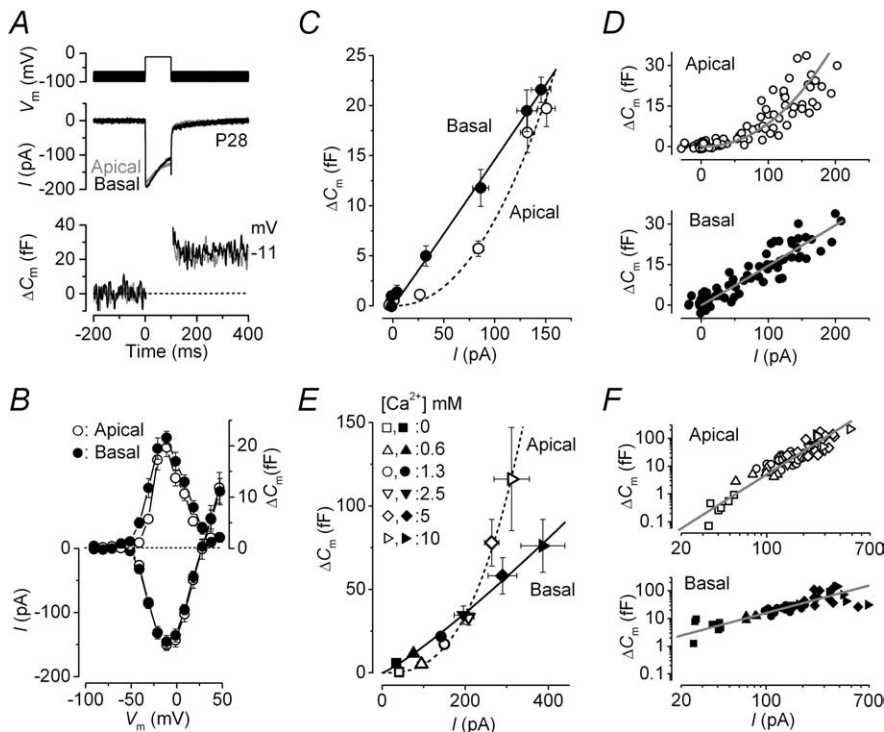 A
V_m (mV)
0
-100
I (pA)
0
-100
-200
P28
Apical
Basal
ΔC_m (fF)
40
20
0
mV
-11
-200 0 200 400
Time (ms)
B
○: Apical
●: Basal
20
10
0
ΔC_m (fF)
I (pA)
0
-100
-200
-100 -50 0 50
V_m (mV)
C
ΔC_m (fF)
25
20
15
10
5
0
Basal
Apical
0 50 100 150
I (pA)
D
Apical
ΔC_m (fF)
30
15
0
0 100 200
Basal
ΔC_m (fF)
30
15
0
0 100 200
I (pA)
E
[Ca²⁺] mM
□,■:0
△,▲:0.6
○,●:1.3
▽,▼:2.5
◇,◆:5
▷,▶:10
Apical
Basal
ΔC_m (fF)
150
100
50
0
0 100 200 300 400
I (pA)
F
Apical
ΔC_m (fF)
100
10
1
0.1
20 100 700
Basal
ΔC_m (fF)
100
10
1
0.1
20 100 700
I (pA)